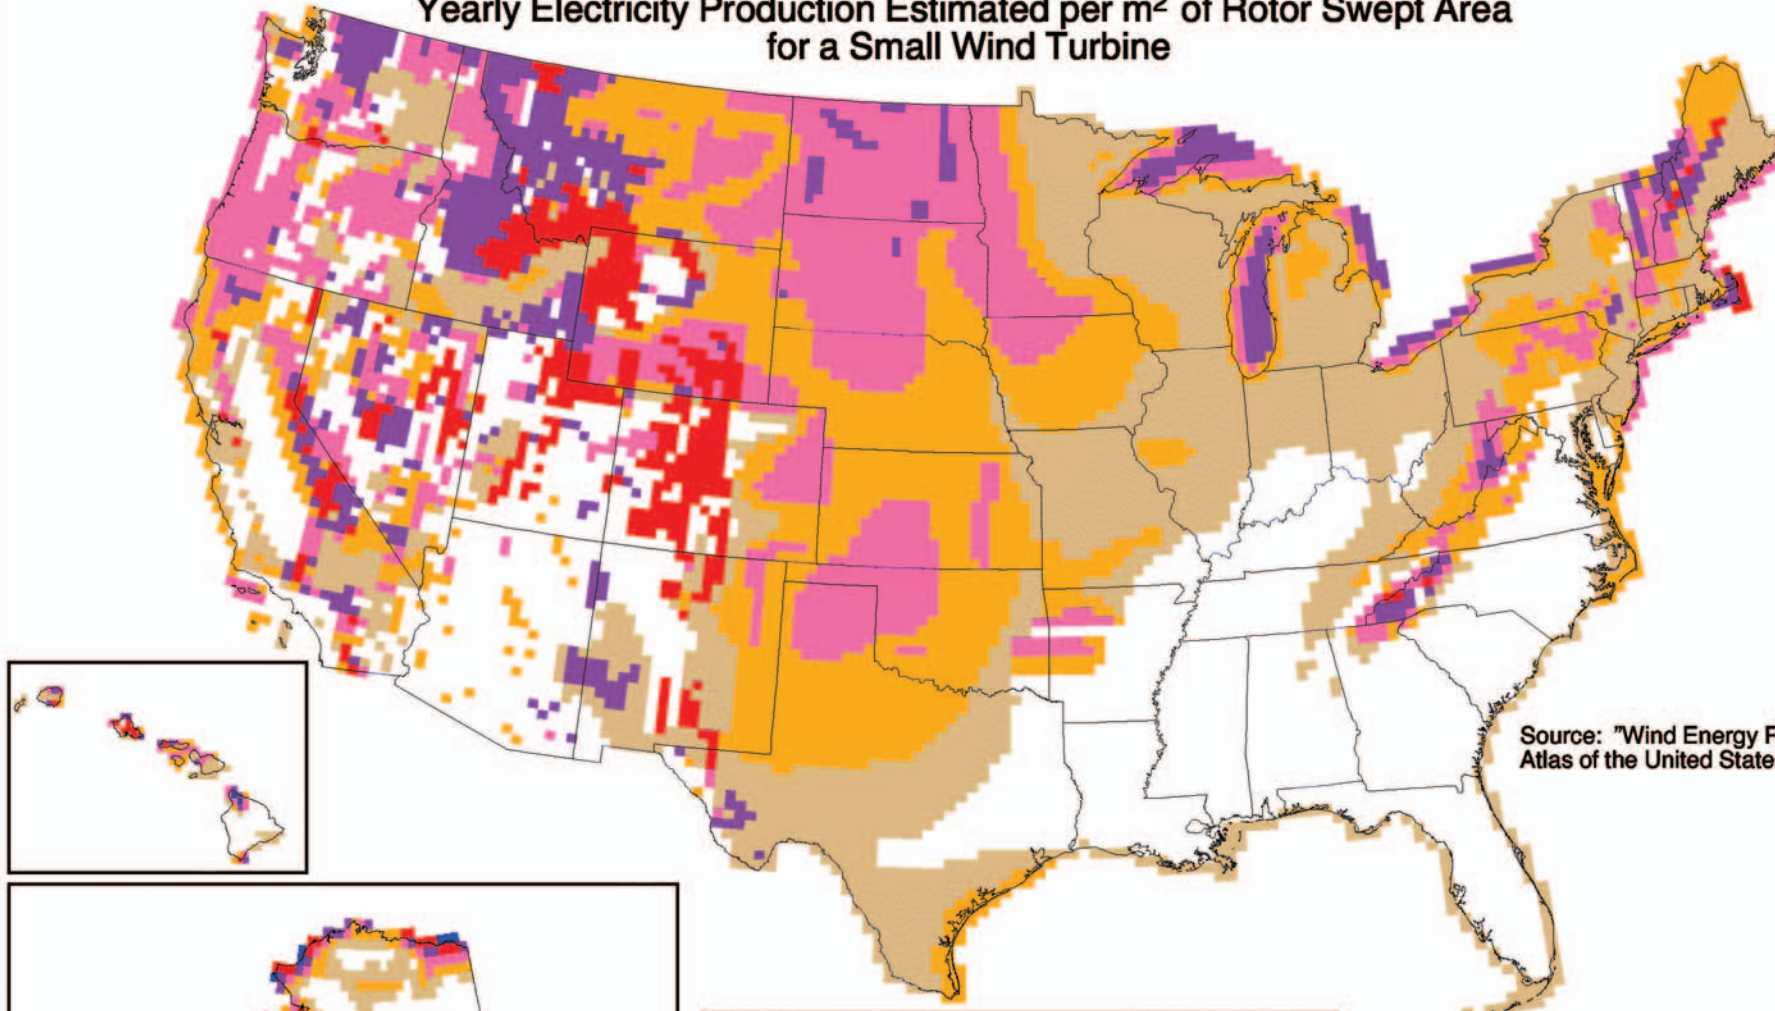 Yearly Electricity Production Estimated per m² of Rotor Swept Area
for a Small Wind Turbine
Source: "Wind Energy
Atlas of the United